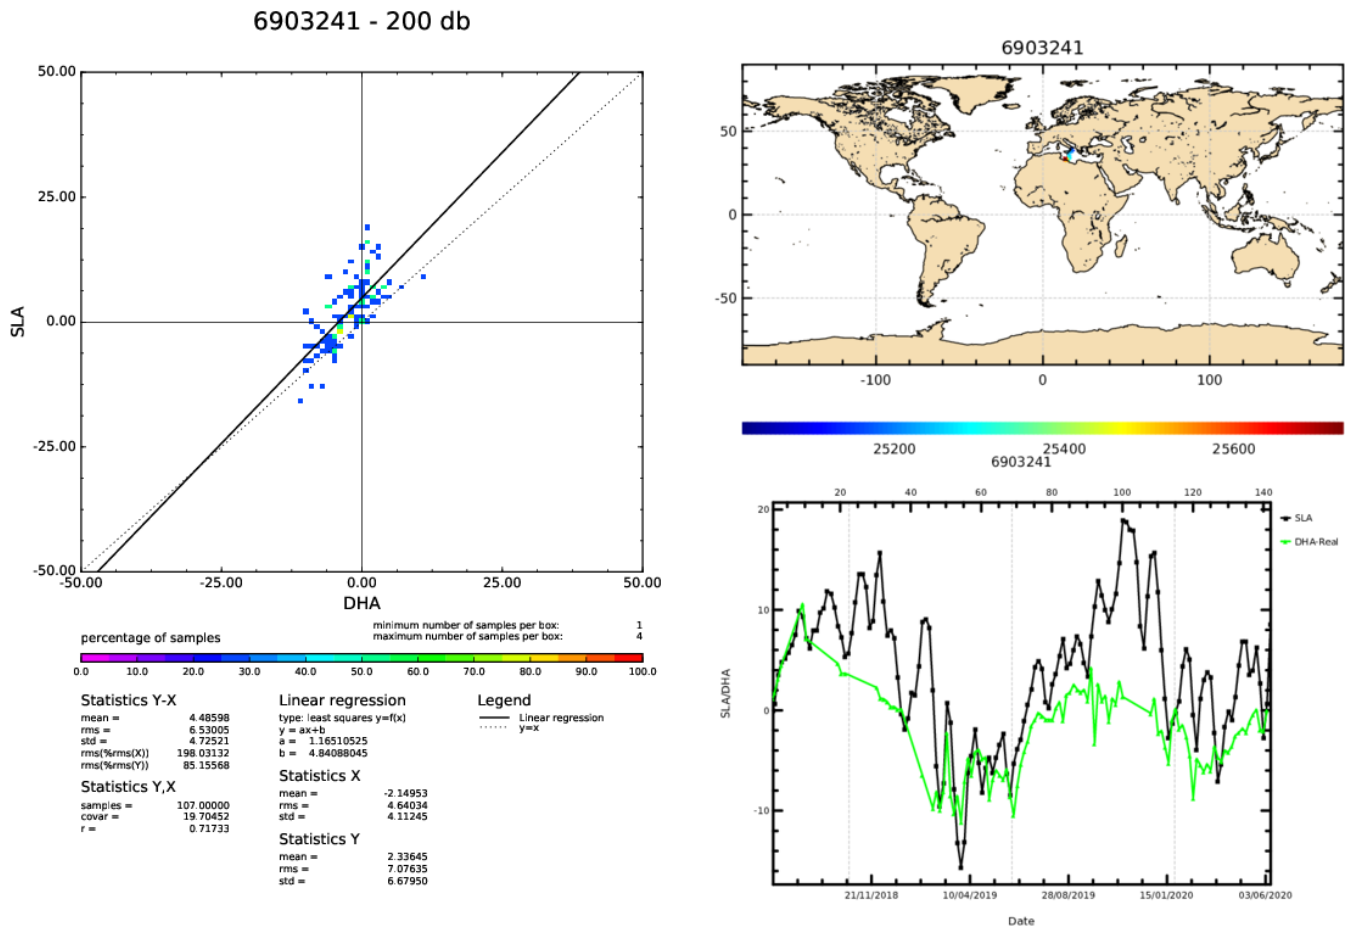 6903241 - 200 db
50.00
25.00
0.00
-25.00
-50.00
SLA
-50.00 -25.00 0.00 25.00 50.00
DHA
minimum number of samples per box: 1
percentage of samples
maximum number of samples per box: 4
0.0 10.0 20.0 30.0 40.0 50.0 60.0 70.0 80.0 90.0 100.0
Statistics Y-X
mean = 4.48598
rms = 6.53005
std = 4.72521
rms(%rms(X)) 198.03132
rms(%rms(Y)) 85.15568
Statistics Y,X
samples = 107.00000
covar = 19.70452
r = 0.71733
Linear regression
type: least squares y=f(x)
y = ax+b
a = 1.16510525
b = 4.84088045
Statistics X
mean = -2.14953
rms = 4.64034
std = 4.11245
Statistics Y
mean = 2.33645
rms = 7.07635
std = 6.67950
Legend
Linear regression
y=x
6903241
50
0
-50
-100 0 100
25200 25400 25600
6903241
20 40 60 80 100 120 140
20
10
0
-10
SLA/DHA
SLA
DHA-Real
21/11/2018 10/04/2019 28/08/2019 15/01/2020 03/06/2020
Date